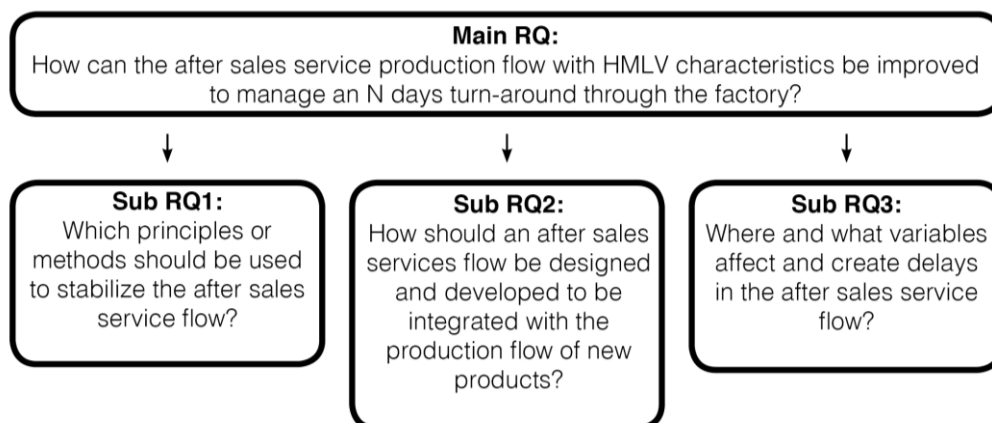 Main RQ:
How can the after sales service production flow with HMLV characteristics be improved
to manage an N days turn-around through the factory?
Sub RQ1:
Which principles or
methods should be used
to stabilize the after sales
service flow?
Sub RQ2:
How should an after sales
services flow be designed
and developed to be
integrated with the
production flow of new
products?
Sub RQ3:
Where and what variables
affect and create delays
in the after sales service
flow?